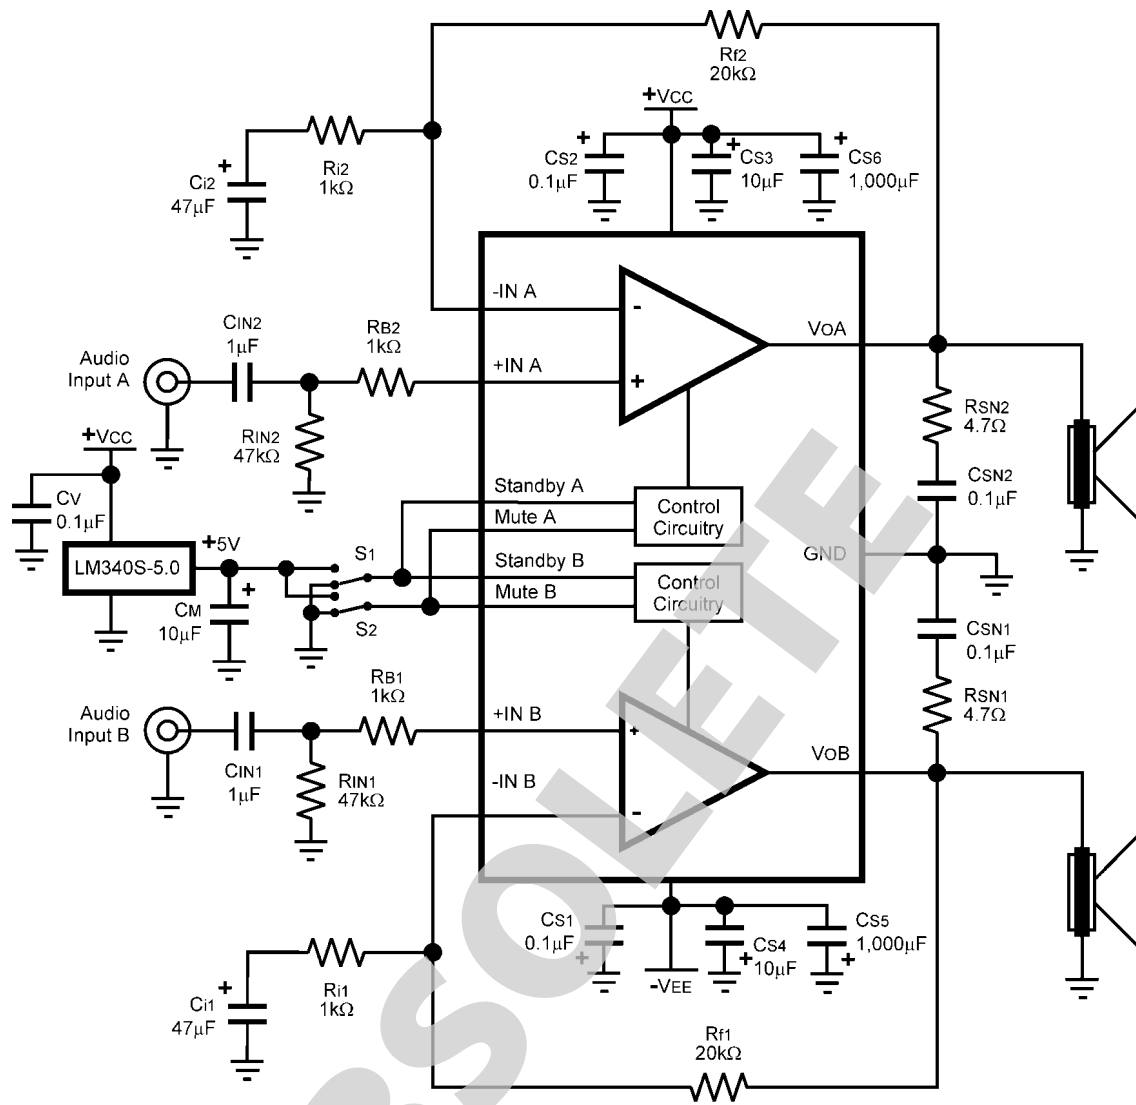 Rf2
20kΩ
+VCC
Ri2
1kΩ
+
Ci2
47μF
+
CS2
0.1μF
+
CS3
10μF
+
CS6
1,000μF
-IN A
-
VOA
CIN2
1μF
RB2
1kΩ
Audio
Input A
+IN A
+
RIN2
47kΩ
RSN2
4.7Ω
+VCC
CV
0.1μF
CSN2
0.1μF
Standby A
Mute A
Control
Circuitry
+5V
LM340S-5.0
S1
Standby B
GND
+
CM
10μF
S2
Mute B
Control
Circuitry
CSN1
0.1μF
RB1
1kΩ
RSN1
4.7Ω
Audio
Input B
+IN B
+
VOB
CIN1
1μF
RIN1
47kΩ
-IN B
-
CS1
0.1μF
+
CS4
10μF
+
CS5
1,000μF
+
-VEE
Ri1
1kΩ
+
Ci1
47μF
Rf1
20kΩ
OBSOLETE